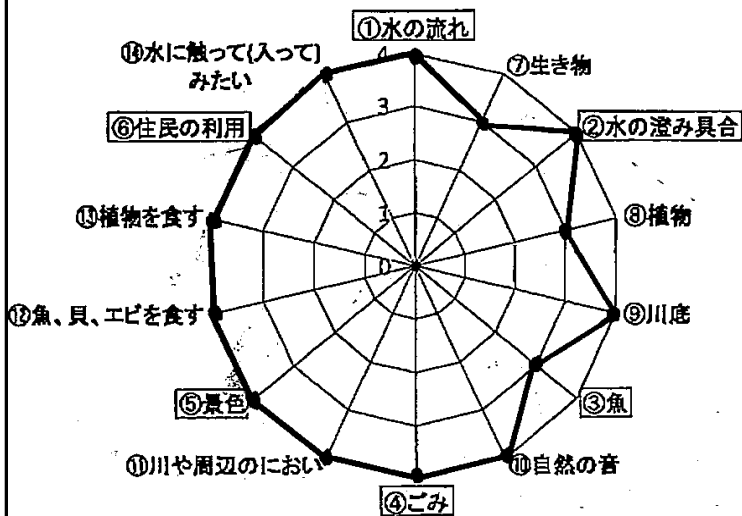 ①水の流れ
⑦生き物
②水の澄み具合
⑧植物
⑨川底
③魚
⑩自然の音
④ごみ
⑪川や周辺のにおい
⑤景色
⑫魚、貝、エビを食す
⑬植物を食す
⑥住民の利用
⑭水に触って{入って}
みたい
4
3
2
1
0